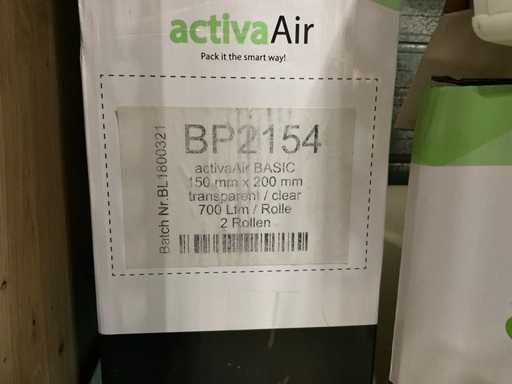 activaAir
Pack it the smart way!
BP2154
activaAir BASIC
150 mm x 200 mm
transparent / clear
700 Lfm / Rolle
2 Rollen
Batch Nr. BL1800321